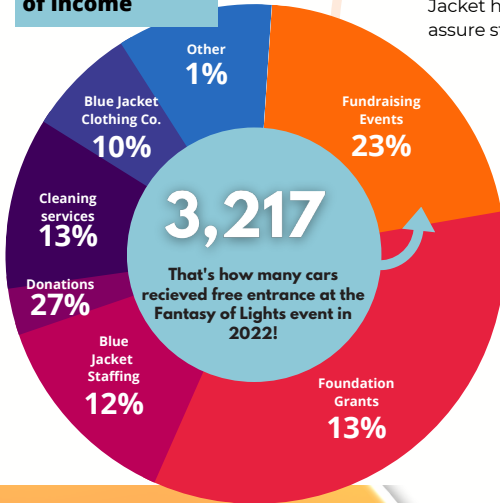 of Income
Jacket h
assure s
Other
1%
Fundraising
Events
23%
Blue Jacket
Clothing Co.
10%
Cleaning
services
13%
Donations
27%
Blue
Jacket
Staffing
12%
Foundation
Grants
13%
3,217
That's how many cars
recieved free entrance at the
Fantasy of Lights event in
2022!